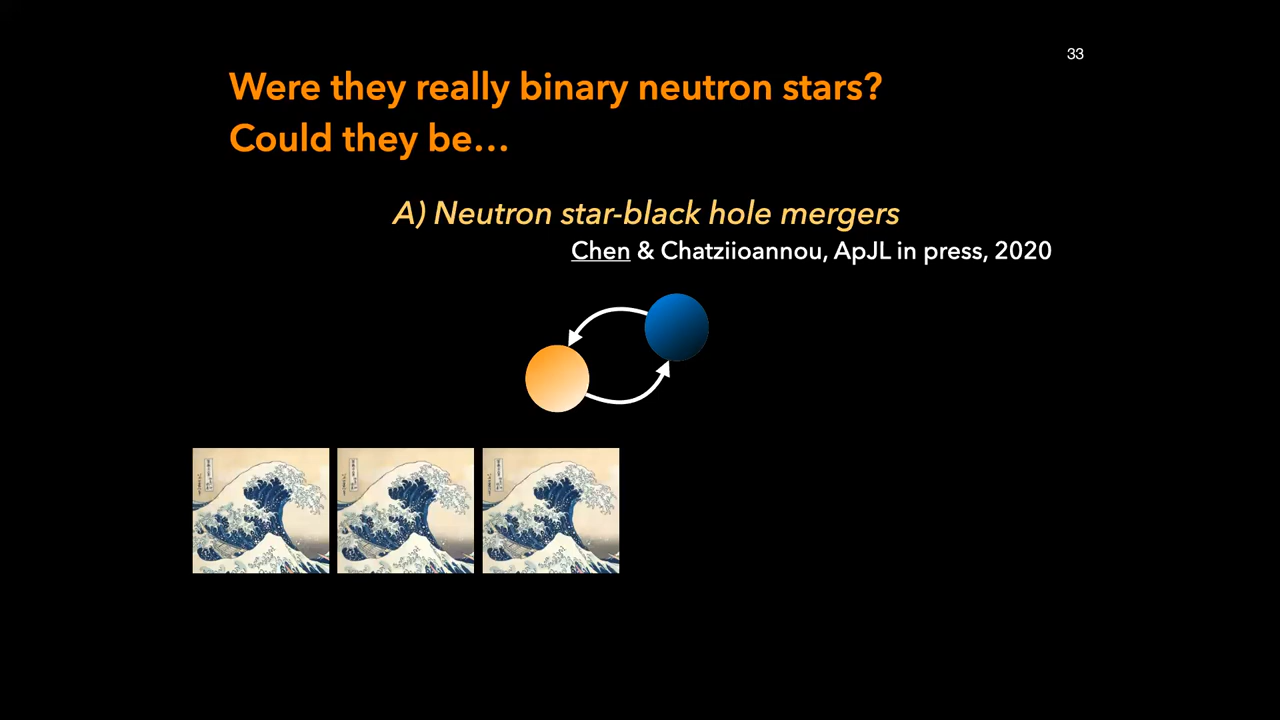 33
Were they really binary neutron stars?
Could they be…
A) Neutron star-black hole mergers
Chen & Chatziioannou, ApJL in press, 2020